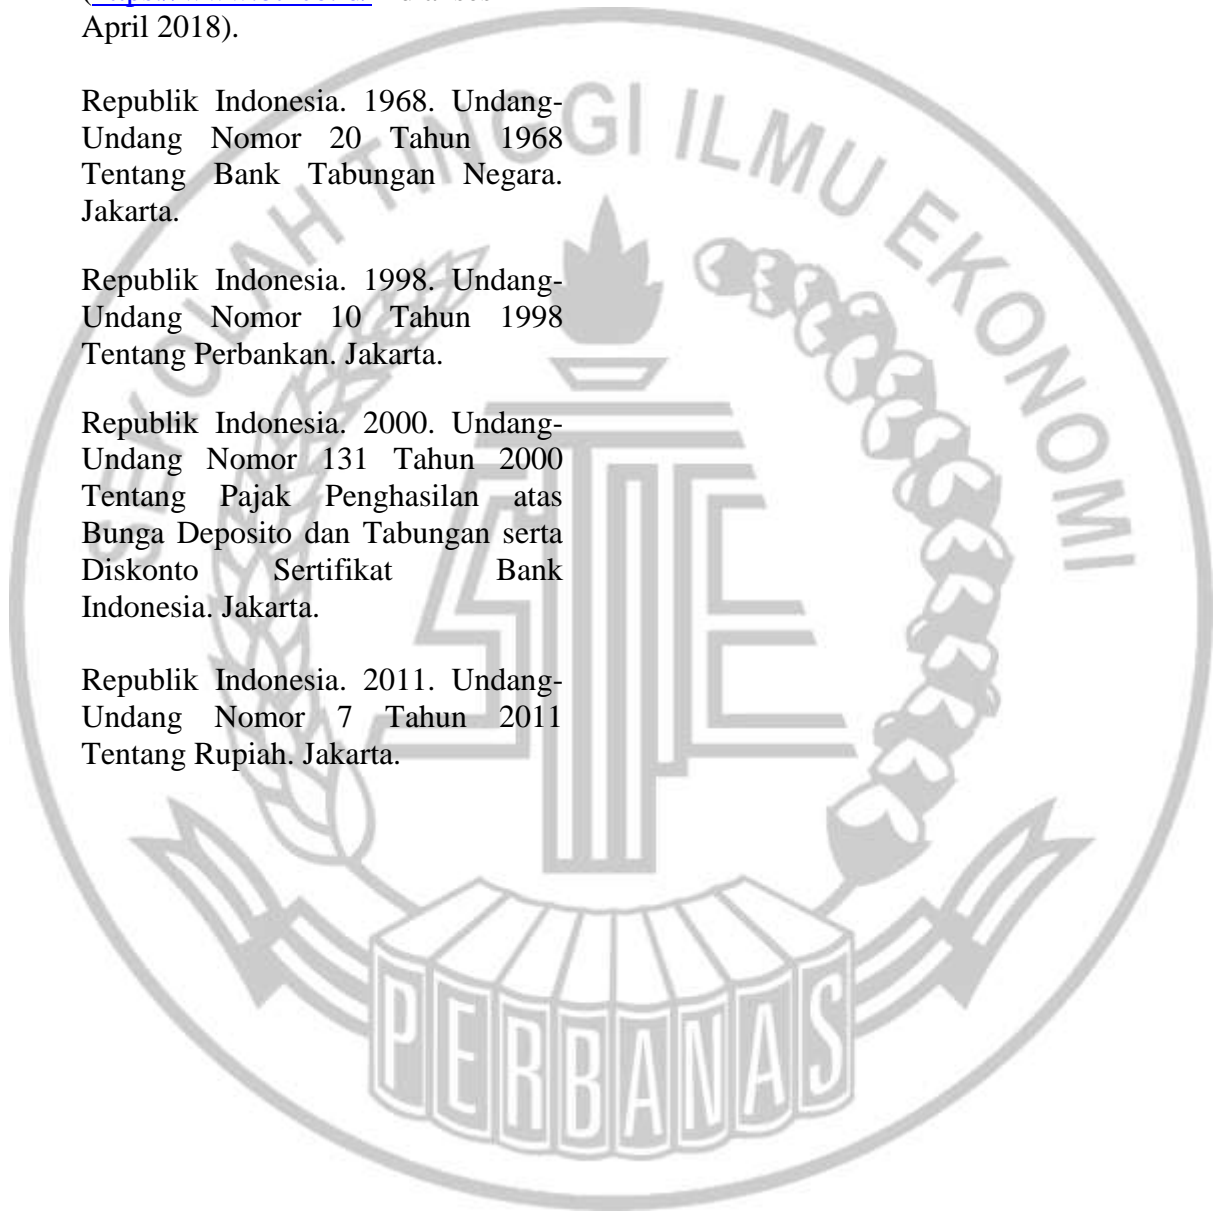 April 2018).
Republik Indonesia. 1968. Undang-
Undang Nomor 20 Tahun 1968
Tentang Bank Tabungan Negara.
Jakarta.
Republik Indonesia. 1998. Undang-
Undang Nomor 10 Tahun 1998
Tentang Perbankan. Jakarta.
Republik Indonesia. 2000. Undang-
Undang Nomor 131 Tahun 2000
Tentang Pajak Penghasilan atas
Bunga Deposito dan Tabungan serta
Diskonto Sertifikat Bank
Indonesia. Jakarta.
Republik Indonesia. 2011. Undang-
Undang Nomor 7 Tahun 2011
Tentang Rupiah. Jakarta.
SEKOLAH TINGGI ILMU EKONOMI
STIE
PERBANAS